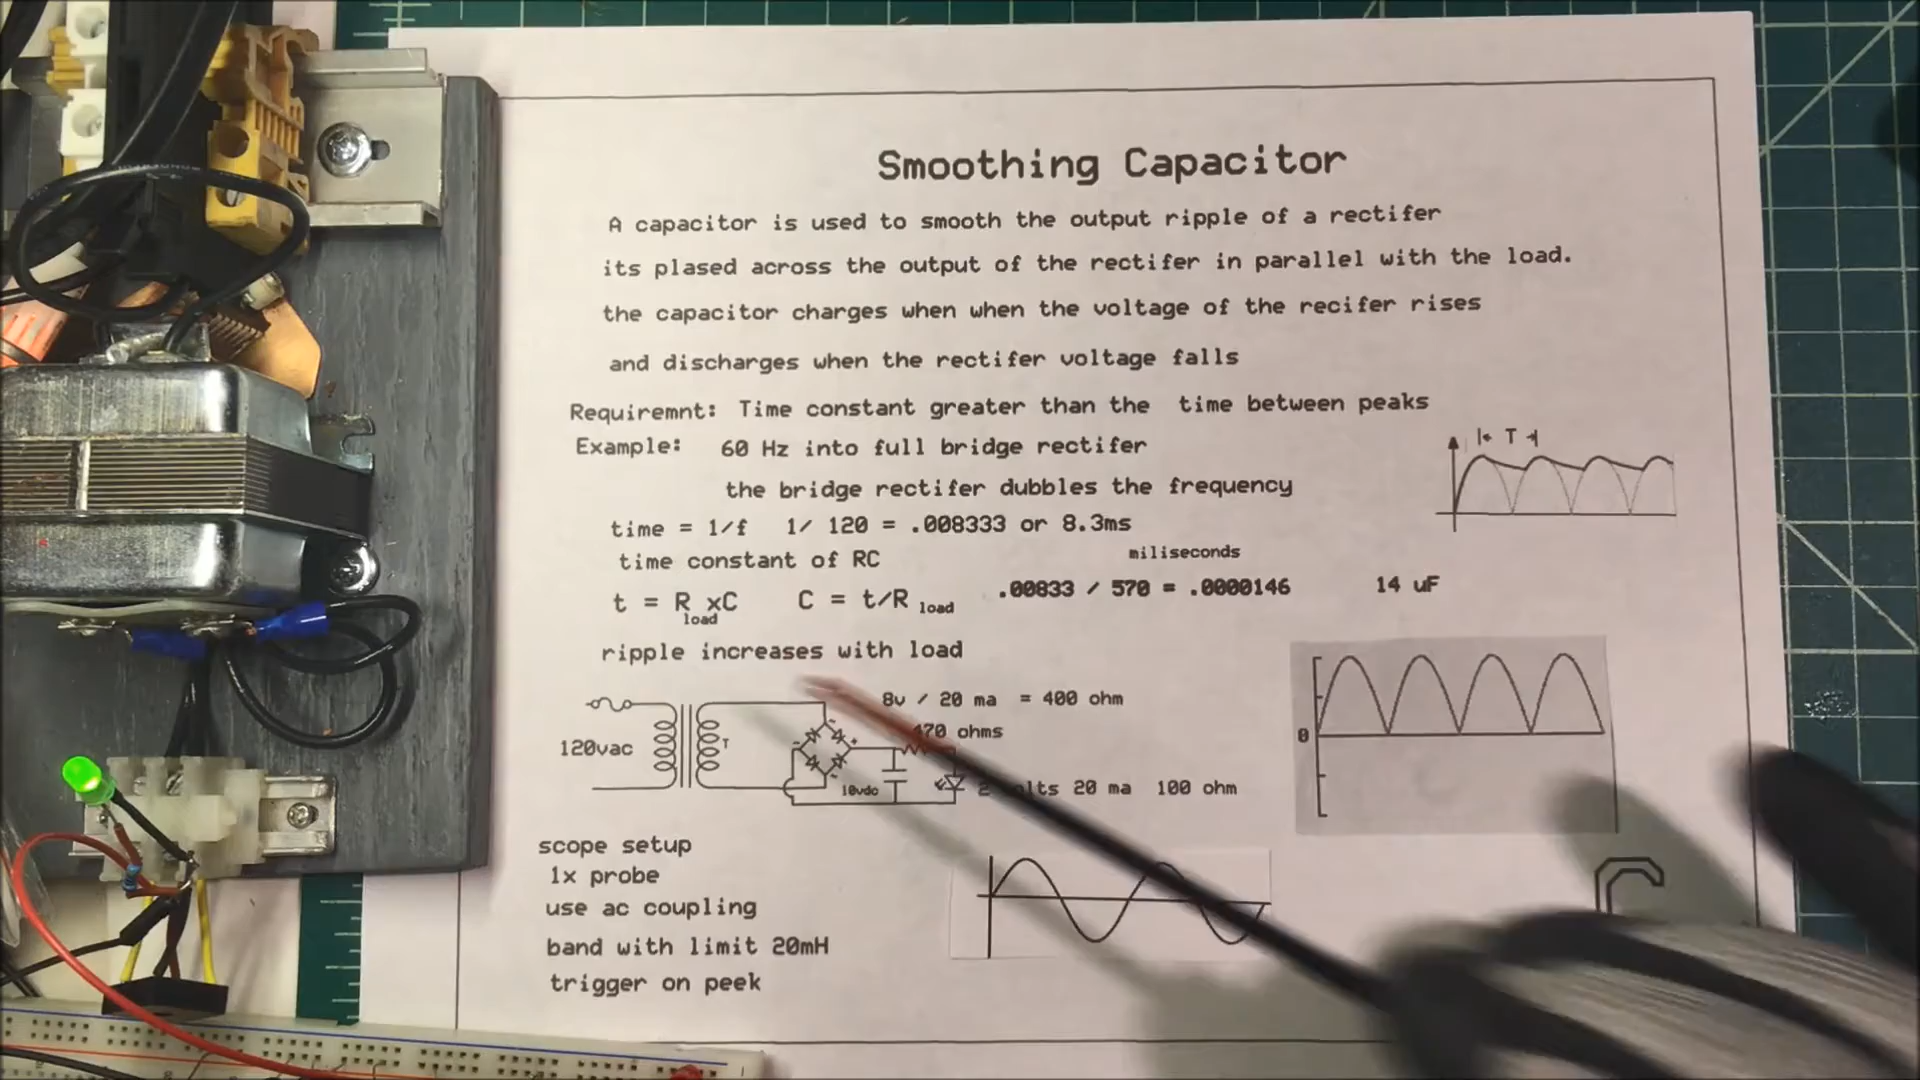 Smoothing Capacitor
A capacitor is used to smooth the output ripple of a rectifer
its plased across the output of the rectifer in parallel with the load.
the capacitor charges when when the voltage of the recifer rises
and discharges when the rectifer voltage falls
Requiremnt: Time constant greater than the time between peaks
Example: 60 Hz into full bridge rectifer
T
the bridge rectifer dubbles the frequency
time = 1/f 1/ 120 = .008333 or 8.3ms
miliseconds
time constant of RC
t = R load xC C = t/R load .00833 / 570 = .0000146 14 uF
ripple increases with load
8v / 20 ma = 400 ohm
470 ohms
120vac T - + - -
0
10vdc 2 20 ma 100 ohm
scope setup
1x probe
use ac coupling
band with limit 20mH
trigger on peek
C